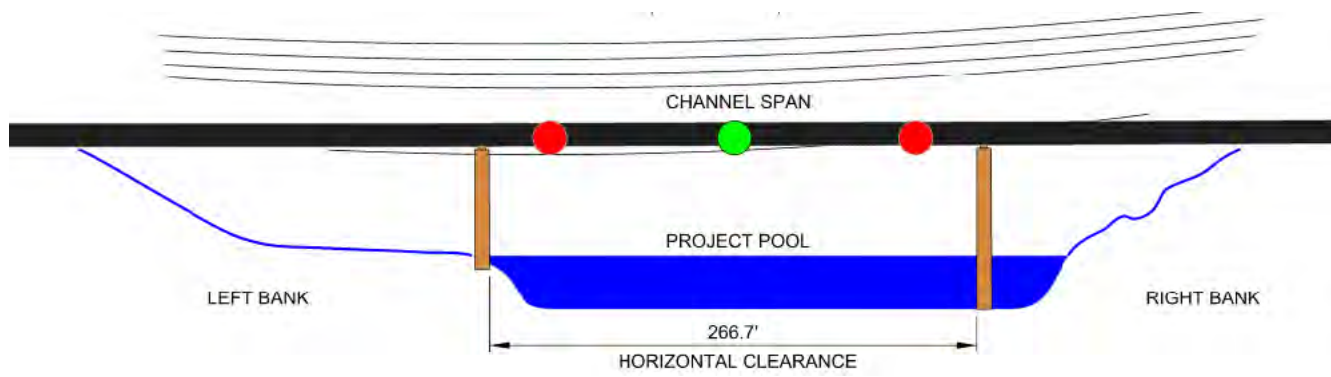 CHANNEL SPAN
PROJECT POOL
LEFT BANK
RIGHT BANK
266.7'
HORIZONTAL CLEARANCE